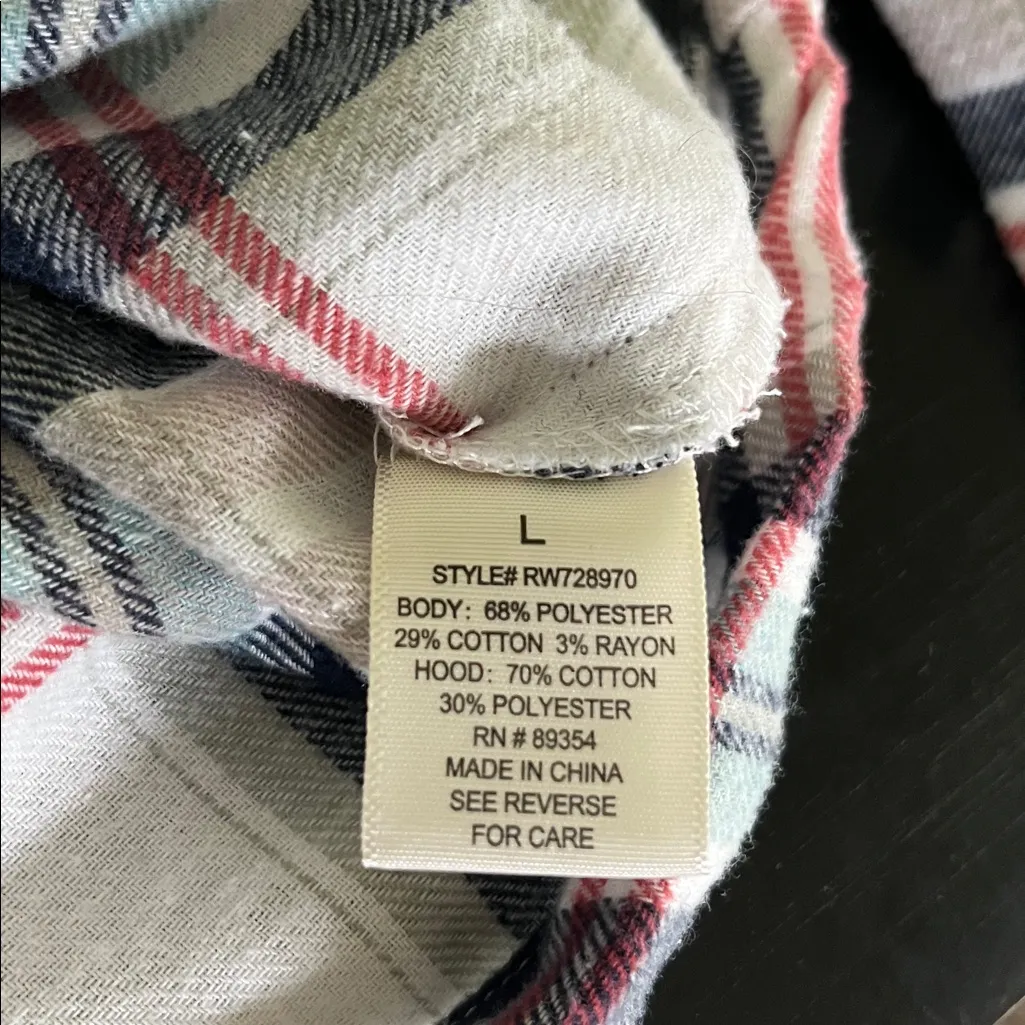 L
STYLE# RW728970
BODY: 68% POLYESTER
29% COTTON 3% RAYON
HOOD: 70% COTTON
30% POLYESTER
RN # 89354
MADE IN CHINA
SEE REVERSE
FOR CARE